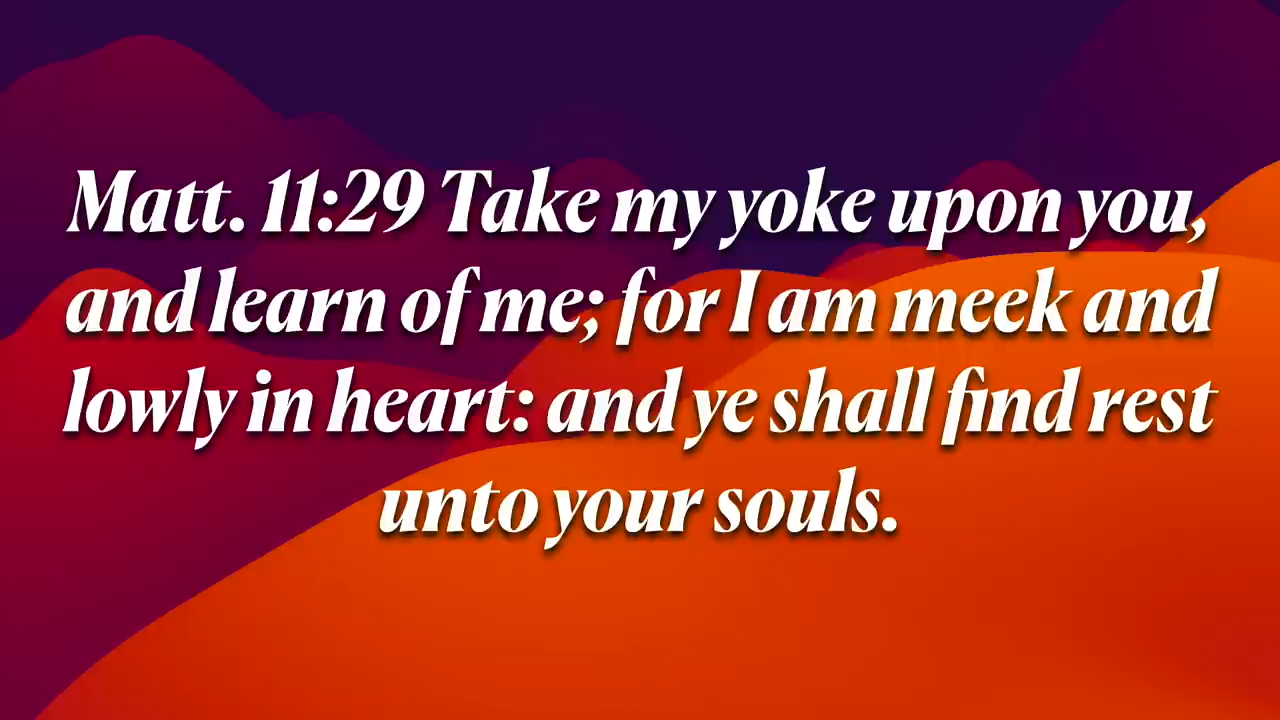 Matt. 11:29 Take my yoke upon you,
and learn of me; for I am meek and
lowly in heart: and ye shall find rest
unto your souls.